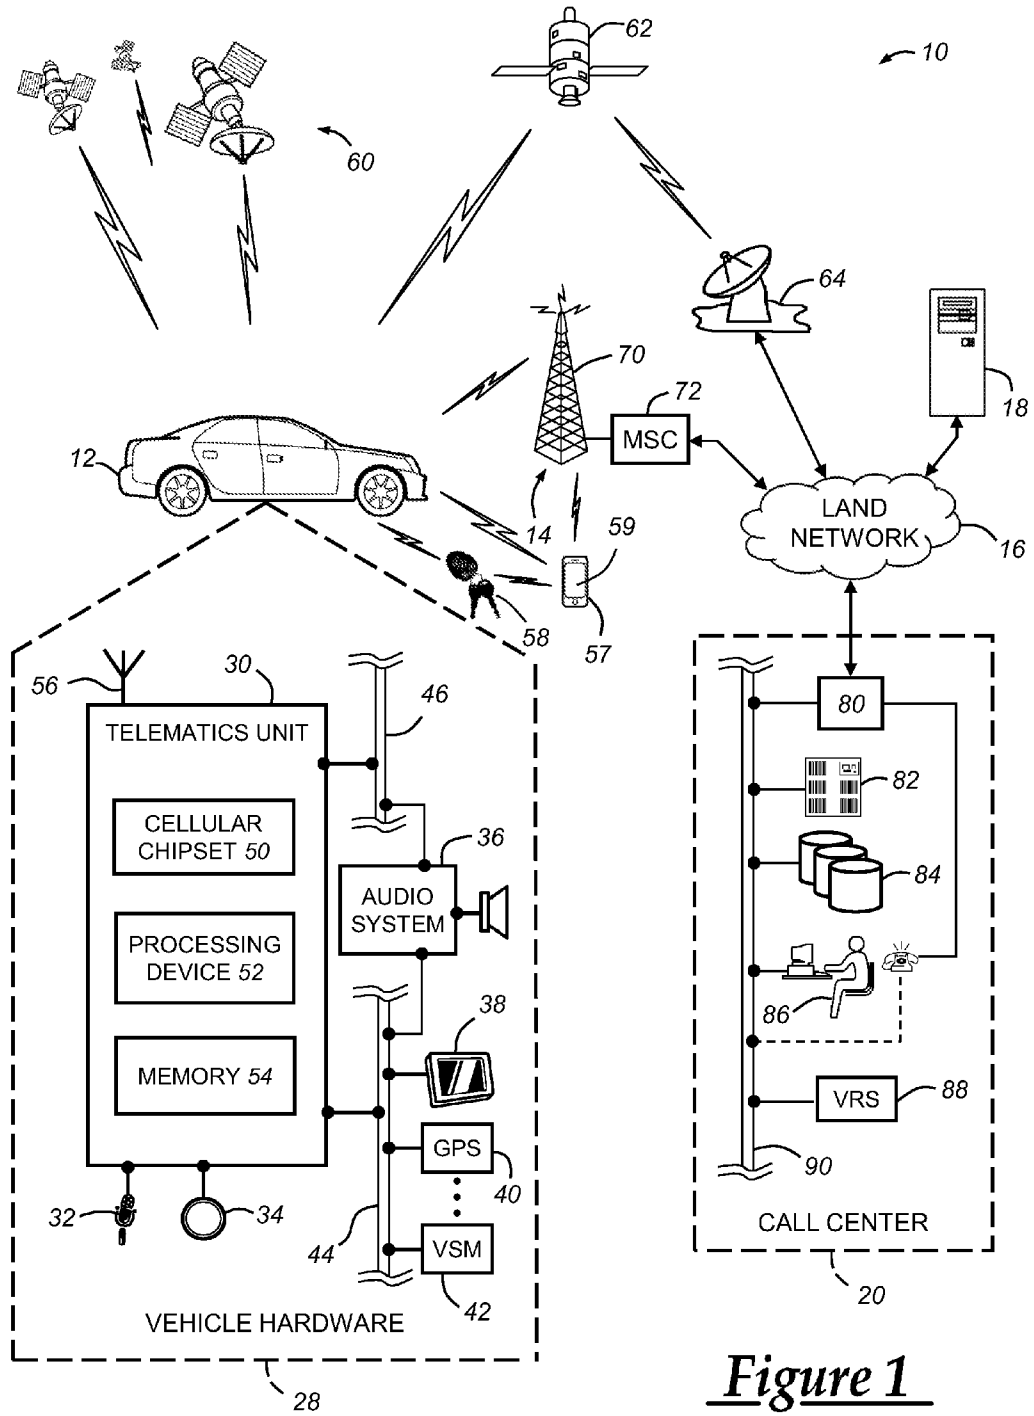 62
10
60
64
70
18
72
MSC
12
LAND
NETWORK
14
59
16
58
57
56
30
46
TELEMATICS UNIT
80
82
CELLULAR
CHIPSET 50
36
AUDIO
SYSTEM
84
PROCESSING
DEVICE 52
86
38
MEMORY 54
VRS
88
GPS
40
90
32
34
44
VSM
42
CALL CENTER
20
VEHICLE HARDWARE
28
Figure 1